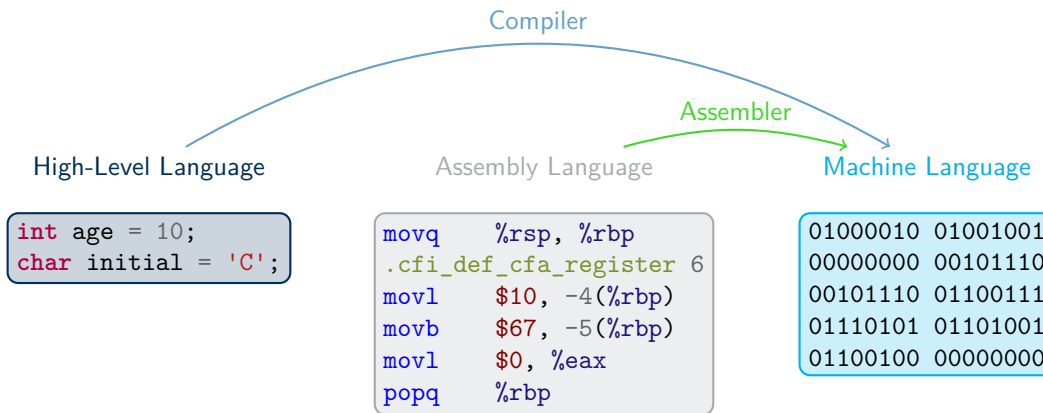 Compiler
Assembler
High-Level Language
Assembly Language
Machine Language
int age = 10;
char initial = 'C';
movq %rsp, %rbp
.cfi_def_cfa_register 6
movl $10, -4(%rbp)
movb $67, -5(%rbp)
movl $0, %eax
popq %rbp
01000010 01001001
00000000 00101110
00101110 01100111
01110101 01101001
01100100 00000000